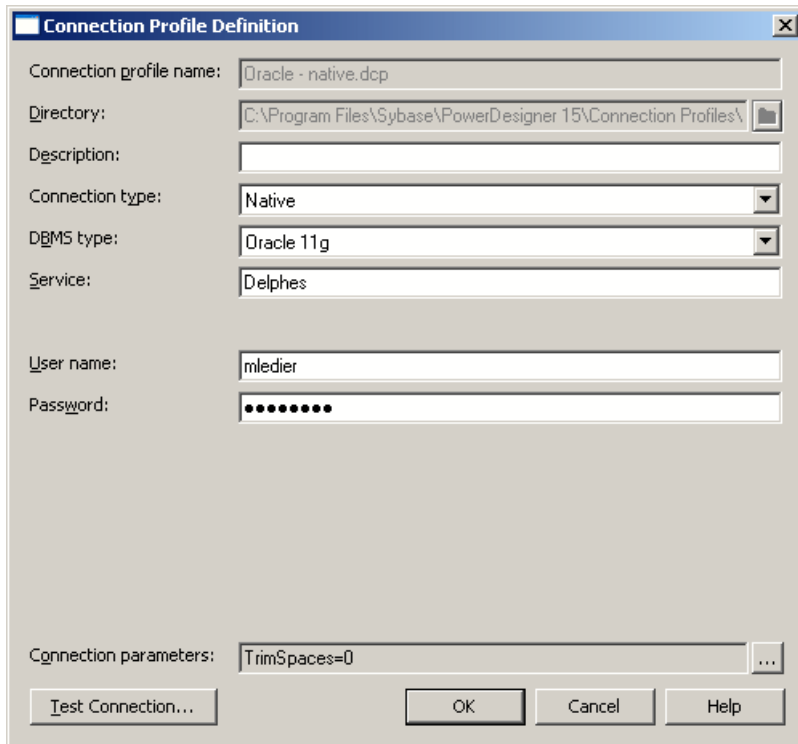 Connection Profile Definition
Connection profile name: Oracle - native.dcp
Directory: C:\Program Files\Sybase\PowerDesigner 15\Connection Profiles\
Description:
Connection type: Native
DBMS type: Oracle 11g
Service: Delphes
User name: mledier
Password: ●●●●●●●●
Connection parameters: TrimSpaces=0 ...
Test Connection... OK Cancel Help